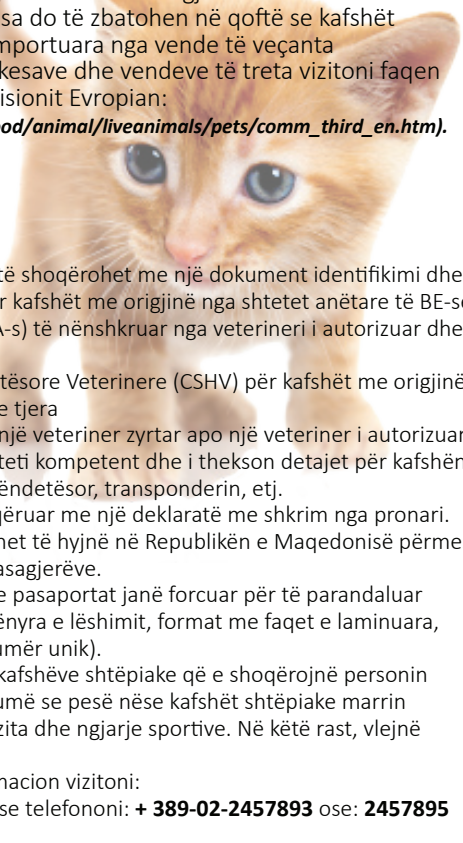 sa do të zbatohen në qoftë se kafshët
mportuara nga vende të veçanta
kesave dhe vendeve të treta vizitoni faqen
isionit Evropian:
od/animal/liveanimals/pets/comm_third_en.htm).
të shoqërohet me një dokument identifikimi dhe
r kafshët me origjinë nga shtetet anëtare të BE-së
A-s) të nënshkruar nga veterineri i autorizuar dhe
tësore Veterinere (CSHV) për kafshët me origjinë
e tjera
një veteriner zyrtar apo një veteriner i autorizuar
teti kompetent dhe i thekson detajet për kafshën
ëndetësor, transponderin, etj.
qëruar me një deklaratë me shkrim nga pronari.
het të hyjnë në Republikën e Maqedonisë përme
asagjerëve.
e pasaportat janë forcuar për të parandaluar
ënyra e lëshimit, format me faqet e laminuara,
umër unik).
kafshëve shtëpiake që e shoqërojnë personin
umë se pesë nëse kafshët shtëpiake marrin
zita dhe ngjarje sportive. Në këtë rast, vlejnë
macion vizitoni:
se telefononi: + 389-02-2457893 ose: 2457895